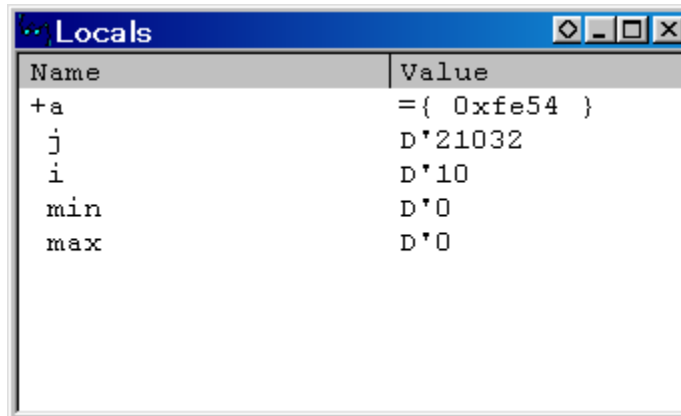 Locals
Name Value
+a ={ 0xfe54 }
j D'21032
i D'10
min D'0
max D'0